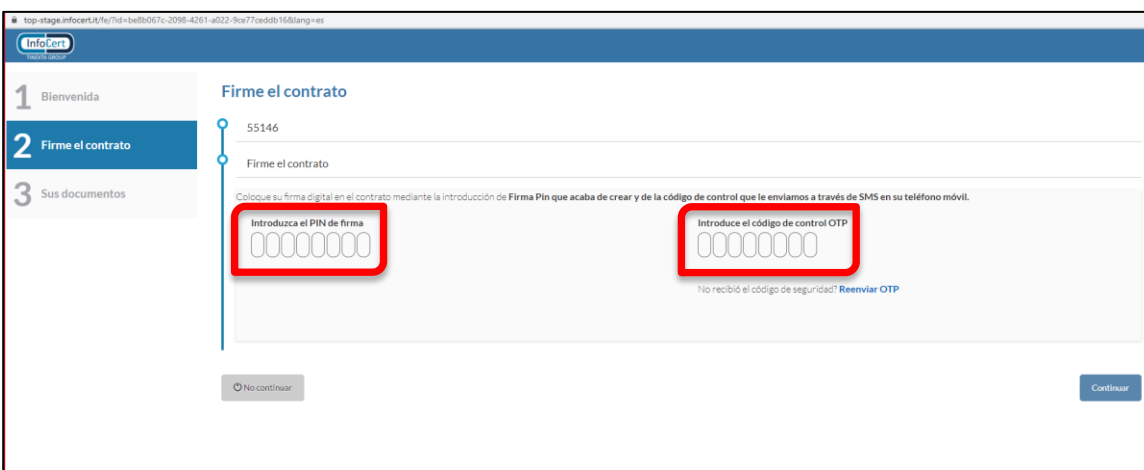 top-stage.infocert.it/fe/?id=be8b067c-2098-4261-a022-9ce77ceddb16&lang=es
InfoCert
TINEXTA GROUP
1 Bienvenida
2 Firme el contrato
3 Sus documentos
Firme el contrato
55146
Firme el contrato
Coloque su firma digital en el contrato mediante la introducción de Firma Pin que acaba de crear y de la código de control que le enviamos a través de SMS en su teléfono móvil.
Introduzca el PIN de firma
Introduce el código de control OTP
No recibió el código de seguridad? Reenviar OTP
No continuar
Continuar